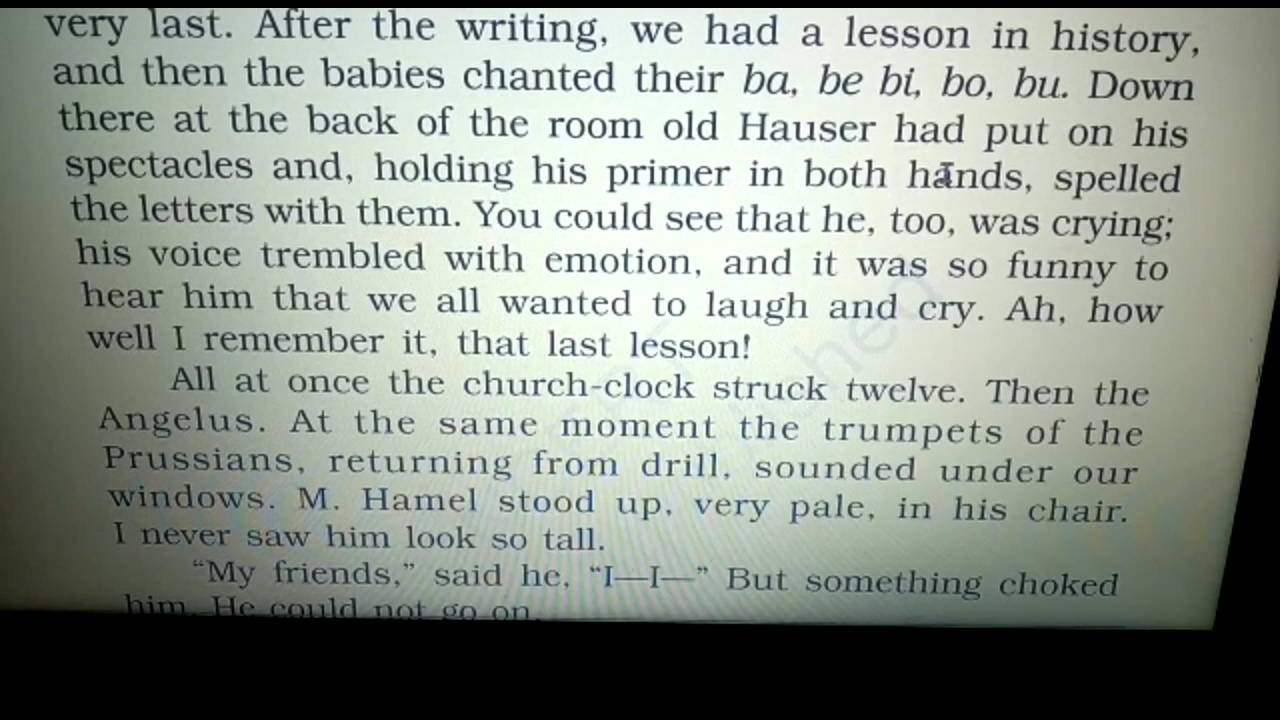 very last. After the writing, we had a lesson in history,
and then the babies chanted their ba, be bi, bo, bu. Down
there at the back of the room old Hauser had put on his
spectacles and, holding his primer in both hands, spelled
the letters with them. You could see that he, too, was crying;
his voice trembled with emotion, and it was so funny to
hear him that we all wanted to laugh and cry. Ah, how
well I remember it, that last lesson!
All at once the church-clock struck twelve. Then the
Angelus. At the same moment the trumpets of the
Prussians, returning from drill, sounded under our
windows. M. Hamel stood up, very pale, in his chair.
I never saw him look so tall.
“My friends,” said he, “I—I—” But something choked
him. He could not go on.